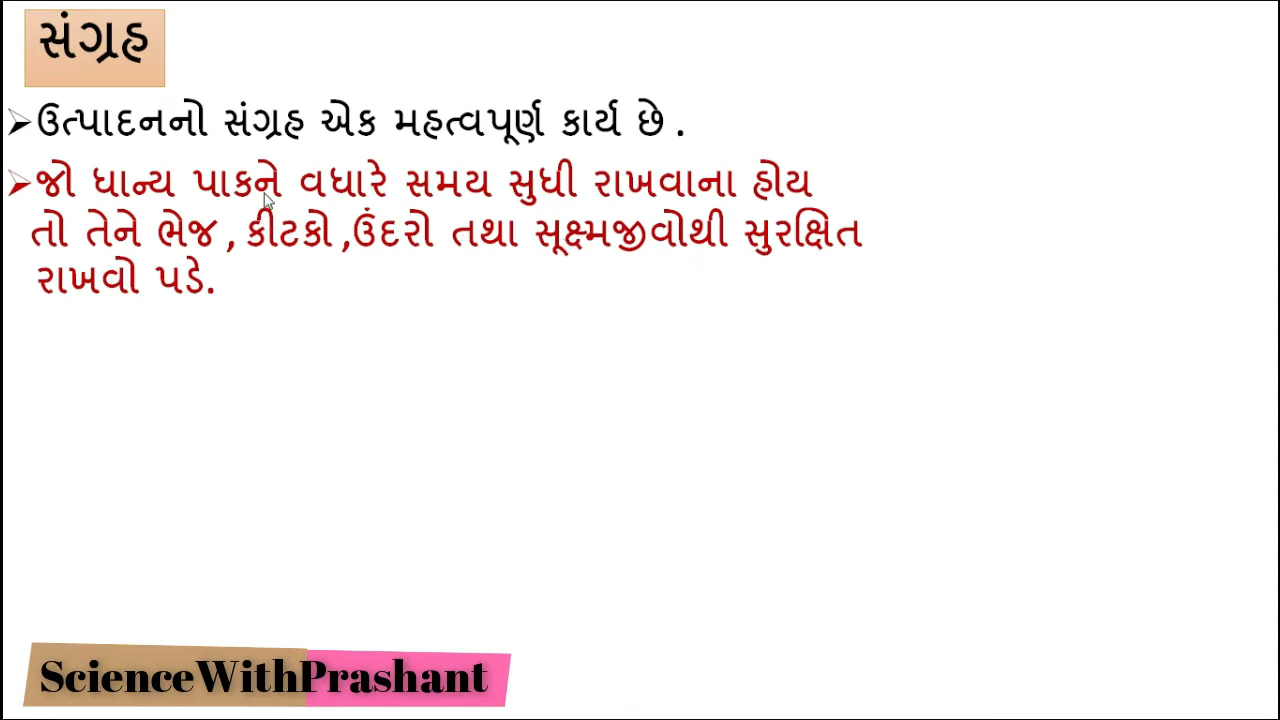 સંગ્રહ
ઉત્પાદનનો સંગ્રહ એક મહત્વપૂર્ણ કાર્ય છે .
જો ધાન્ય પાકને વધારે સમય સુધી રાખવાના હોય
તો તેને ભેજ , કીટકો ,ઉંદરો તથા સૂક્ષ્મજીવોથી સુરક્ષિત
રાખવો પડે.
ScienceWithPrashant